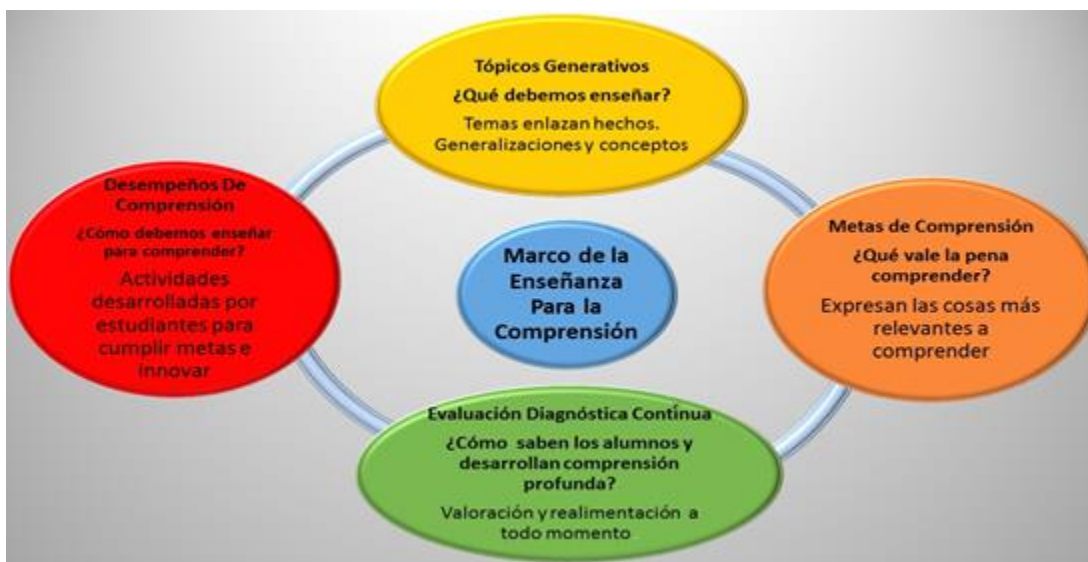 Tópicos Generativos
¿Qué debemos enseñar?
Temas enlazan hechos.
Generalizaciones y conceptos
Desempeños De
Comprensión
¿Cómo debemos enseñar
para comprender?
Actividades
desarrolladas por
estudiantes para
cumplir metas e
innovar
Marco de la
Enseñanza
Para la
Comprensión
Metas de Comprensión
¿Qué vale la pena
comprender?
Expresan las cosas más
relevantes a
comprender
Evaluación Diagnóstica Contínua
¿Cómo saben los alumnos y
desarrollan comprensión
profunda?
Valoración y realimentación a
todo momento